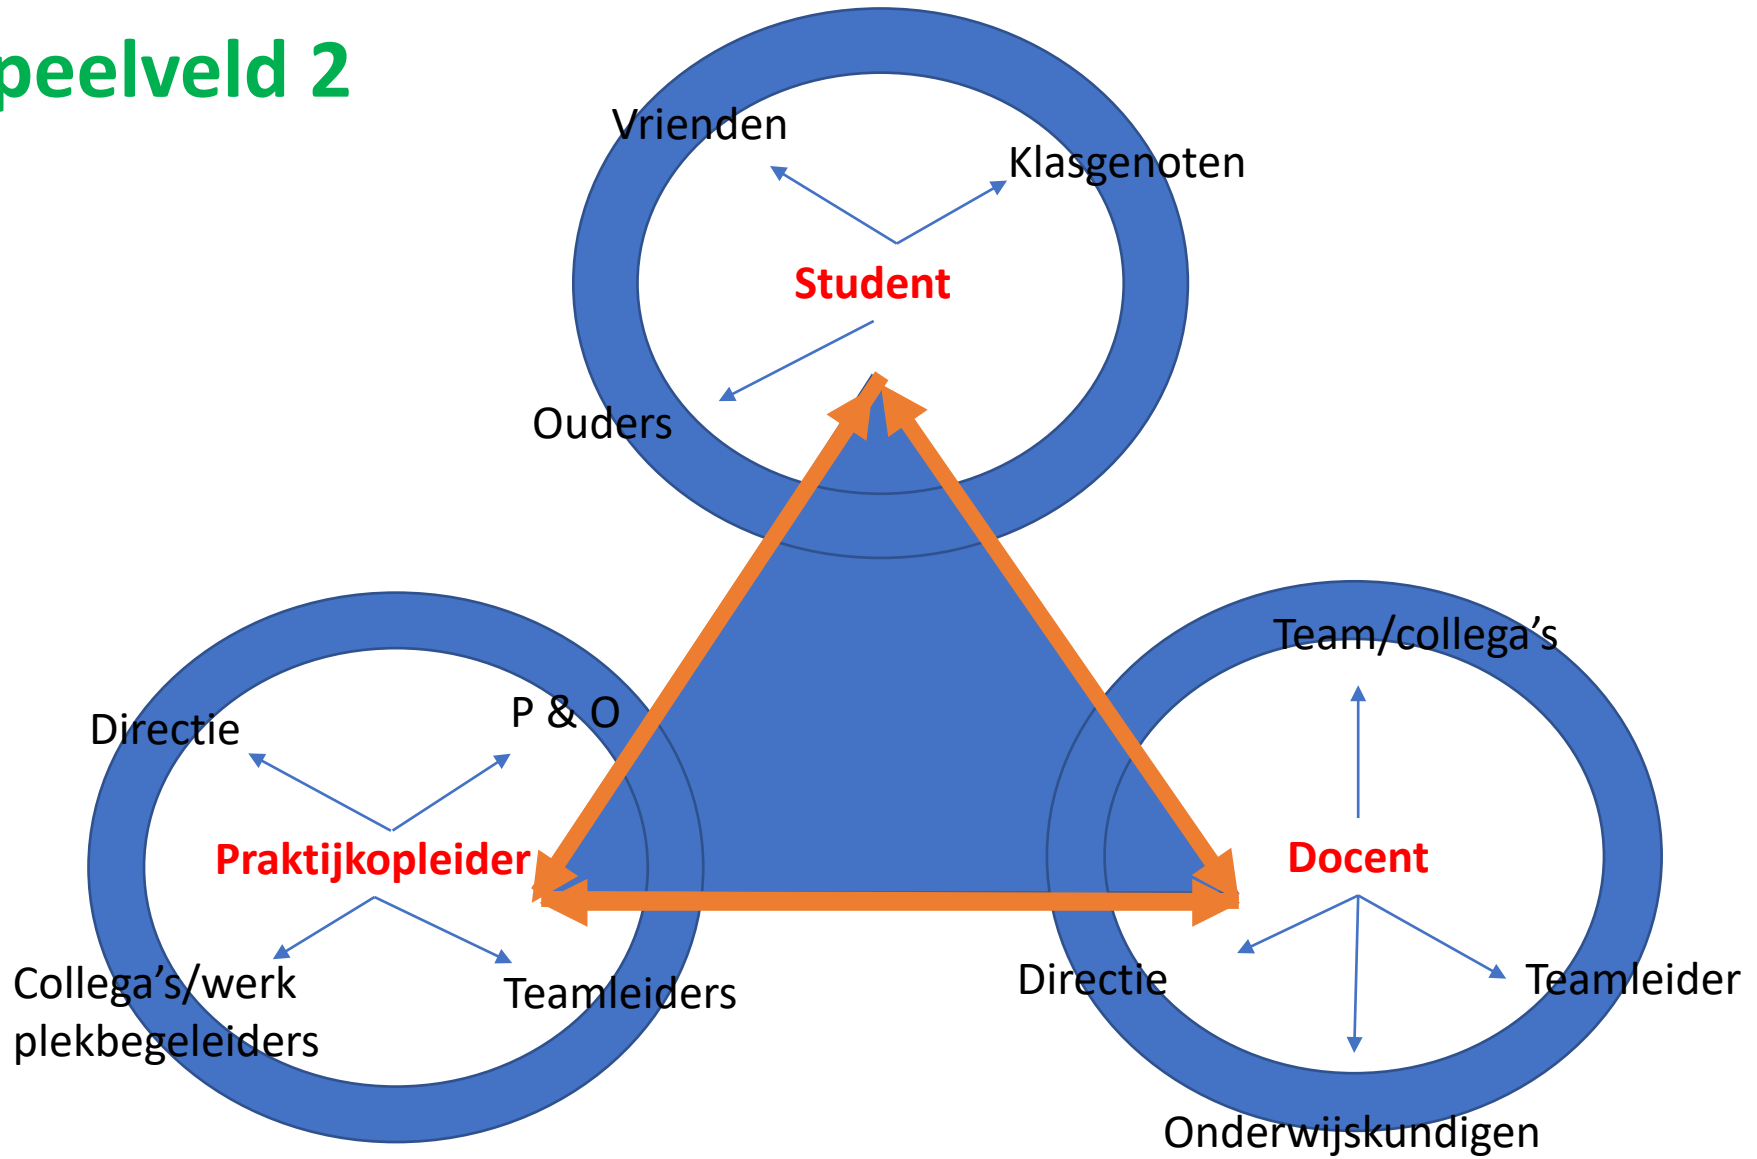 peelveld 2
Vrienden
Klasgenoten
Student
Ouders
Team/collega's
P & O
Directie
Praktijkopleider
Docent
Collega's/werk
plekbegeleiders
Teamleiders
Directie
Teamleider
Onderwijskundigen